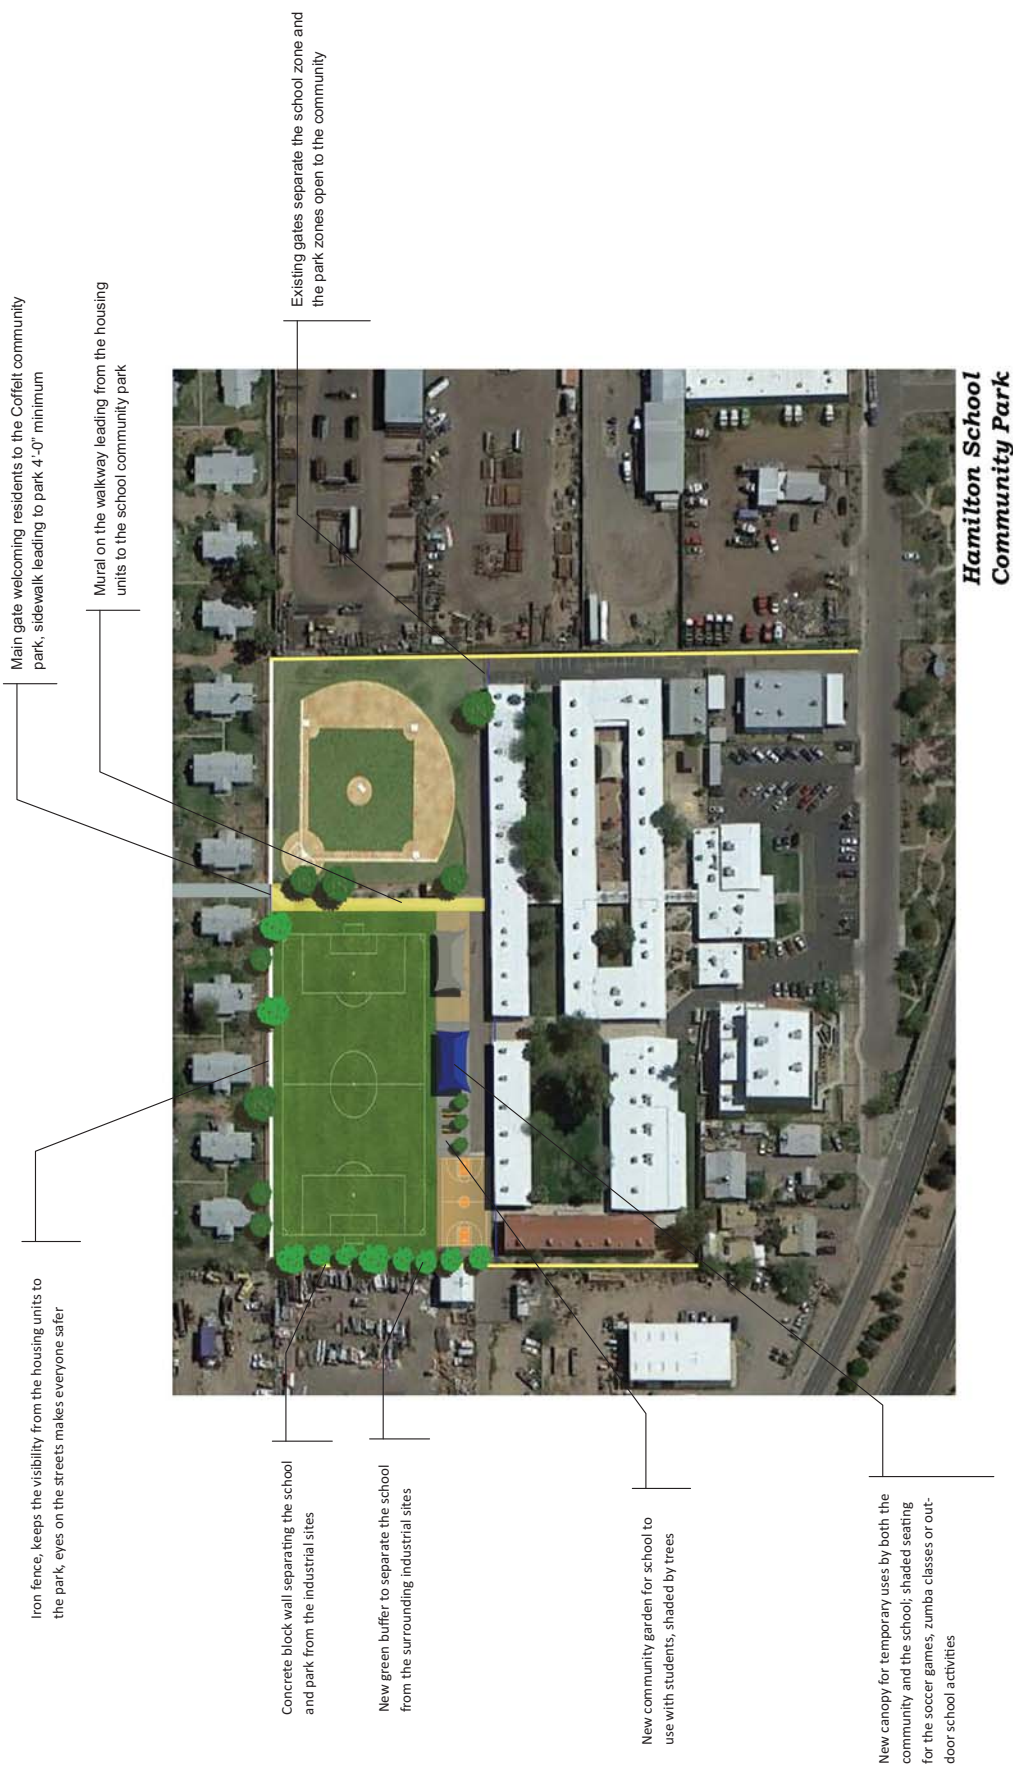 Iron fence, keeps the visibility from the housing units to
the park, eyes on the streets makes everyone safer
Main gate welcoming residents to the Coffelt community
park, sidewalk leading to park 4'-0" minimum
Mural on the walkway leading from the housing
units to the school community park
Existing gates separate the school zone and
the park zones open to the community
Concrete block wall separating the school
and park from the industrial sites
New green buffer to separate the school
from the surrounding industrial sites
New community garden for school to
use with students, shaded by trees
New canopy for temporary uses by both the
community and the school; shaded seating
for the soccer games, zumba classes or out-
door school activities
Hamilton School
Community Park